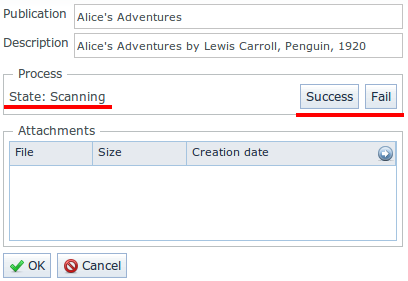 Publication Alice's Adventures
Description Alice's Adventures by Lewis Carroll, Penguin, 1920
Process
State: Scanning Success Fail
Attachments
File Size Creation date
OK Cancel